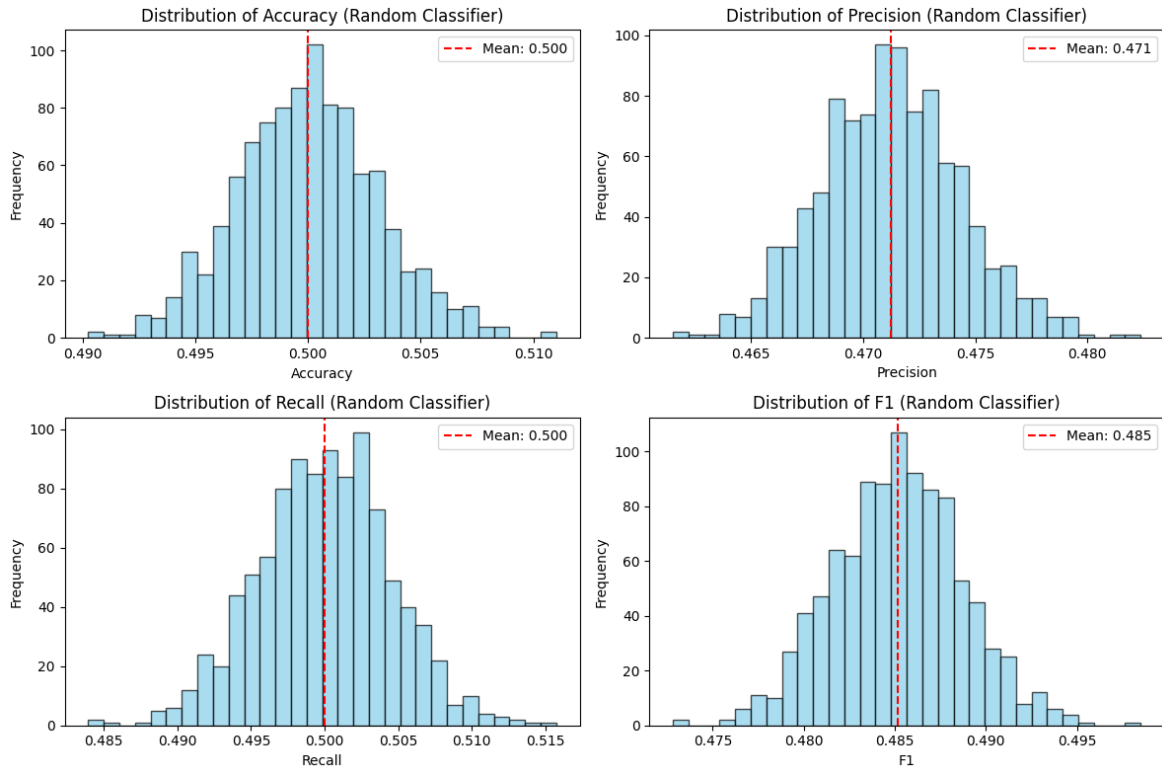 Distribution of Accuracy (Random Classifier)
Mean: 0.500
100
80
60
40
20
0
Frequency
0.490 0.495 0.500 0.505 0.510
Accuracy
Distribution of Precision (Random Classifier)
Mean: 0.471
100
80
60
40
20
0
Frequency
0.465 0.470 0.475 0.480
Precision
Distribution of Recall (Random Classifier)
Mean: 0.500
100
80
60
40
20
0
Frequency
0.485 0.490 0.495 0.500 0.505 0.510 0.515
Recall
Distribution of F1 (Random Classifier)
Mean: 0.485
100
80
60
40
20
0
Frequency
0.475 0.480 0.485 0.490 0.495
F1